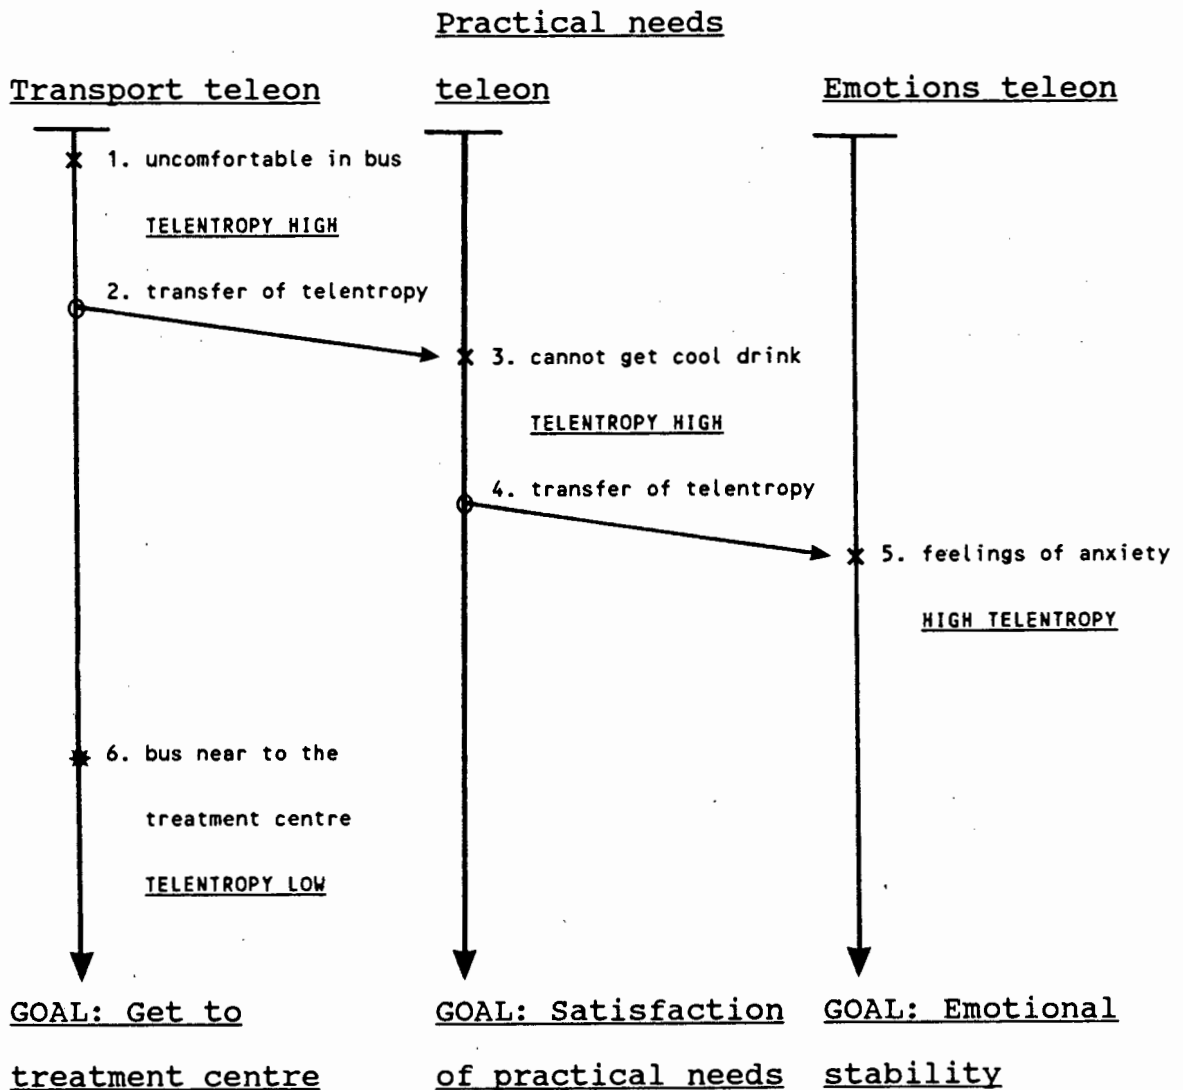 Practical needs
Transport teleon
teleon
Emotions teleon
1. uncomfortable in bus
TELENTROPY HIGH
2. transfer of telentropy
3. cannot get cool drink
TELENTROPY HIGH
4. transfer of telentropy
5. feelings of anxiety
HIGH TELENTROPY
6. bus near to the
treatment centre
TELENTROPY LOW
GOAL: Get to
treatment centre
GOAL: Satisfaction
of practical needs
GOAL: Emotional
stability